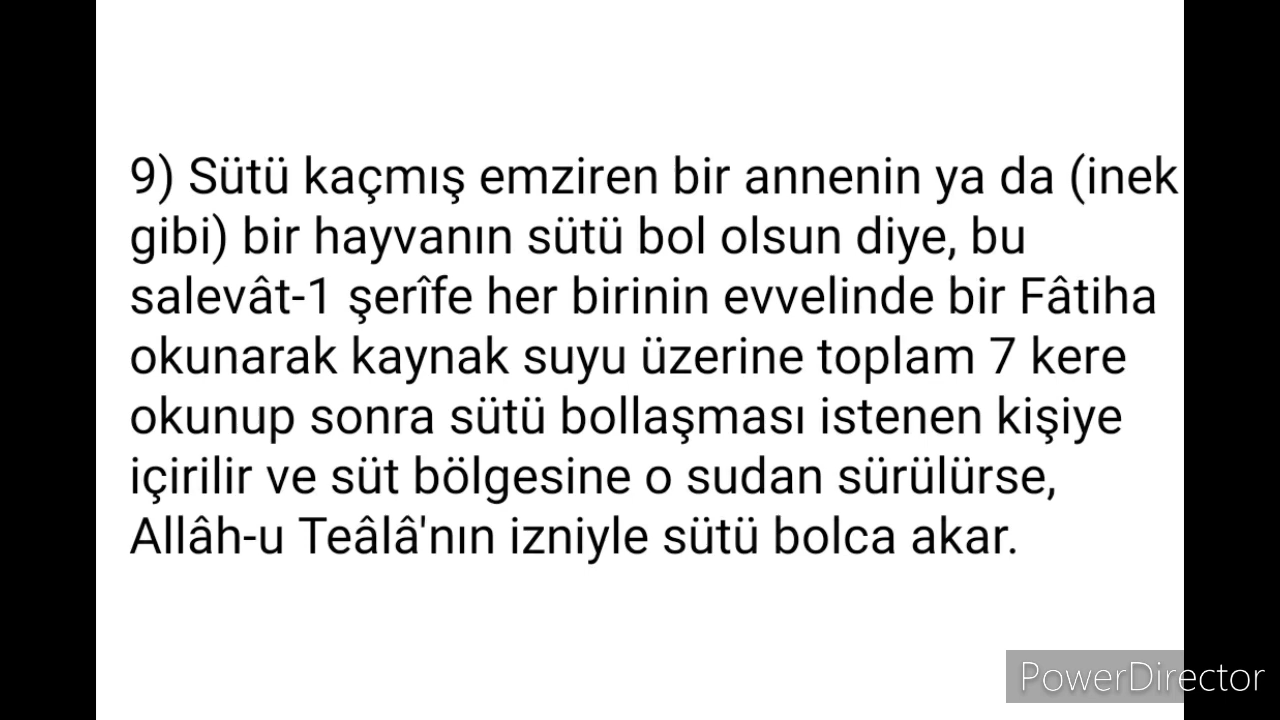 9) Sütü kaçmış emziren bir annenin ya da (inek
gibi) bir hayvanın sütü bol olsun diye, bu
salevât-1 şerîfe her birinin evvelinde bir Fâtiha
okunarak kaynak suyu üzerine toplam 7 kere
okunup sonra sütü bollaşması istenen kişiye
içirilir ve süt bölgesine o sudan sürülürse,
Allâh-u Teâlâ'nın izniyle sütü bolca akar.
PowerDirector